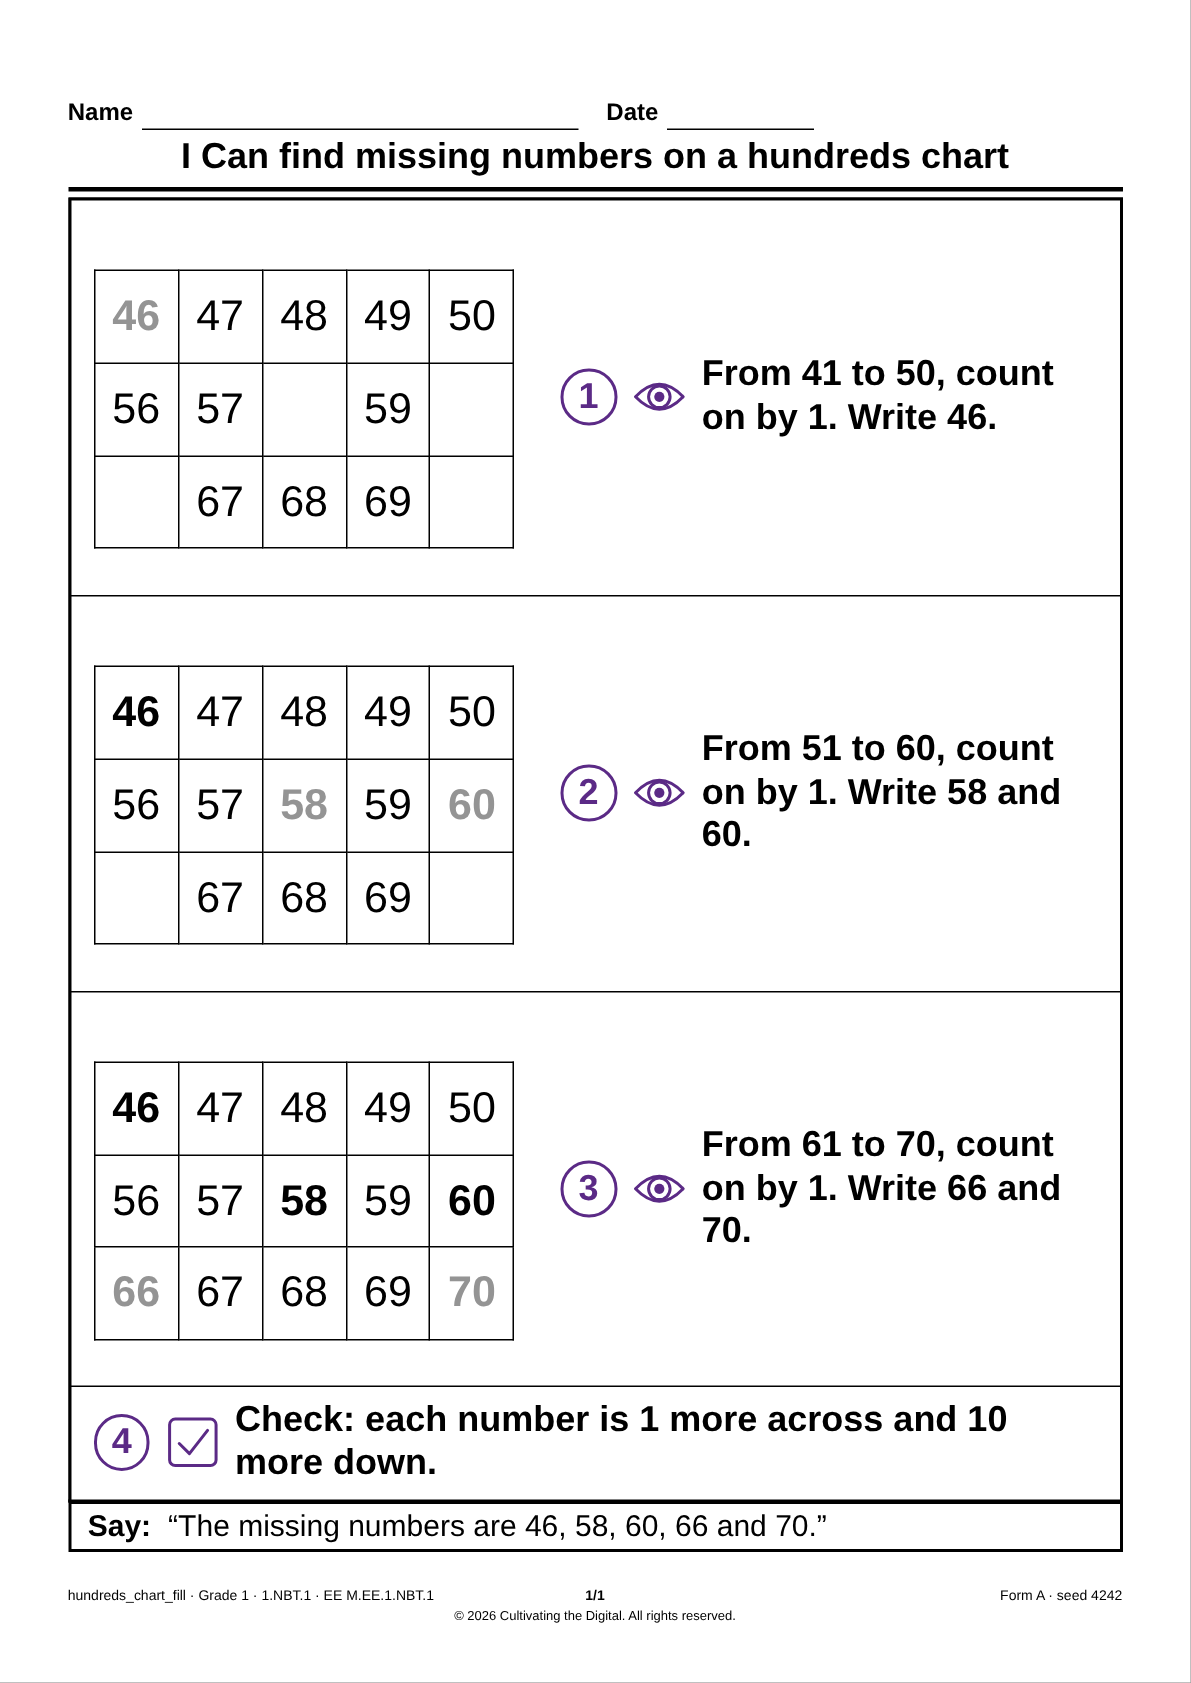 Name Date
I Can find missing numbers on a hundreds chart
46 47 48 49 50
56 57 59
67 68 69
1 From 41 to 50, count
on by 1. Write 46.
46 47 48 49 50
56 57 58 59 60
67 68 69
2 From 51 to 60, count
on by 1. Write 58 and
60.
46 47 48 49 50
56 57 58 59 60
66 67 68 69 70
3 From 61 to 70, count
on by 1. Write 66 and
70.
4 Check: each number is 1 more across and 10
more down.
Say: “The missing numbers are 46, 58, 60, 66 and 70.”
hundreds_chart_fill · Grade 1 · 1.NBT.1 · EE M.EE.1.NBT.1 1/1 Form A · seed 4242
© 2026 Cultivating the Digital. All rights reserved.